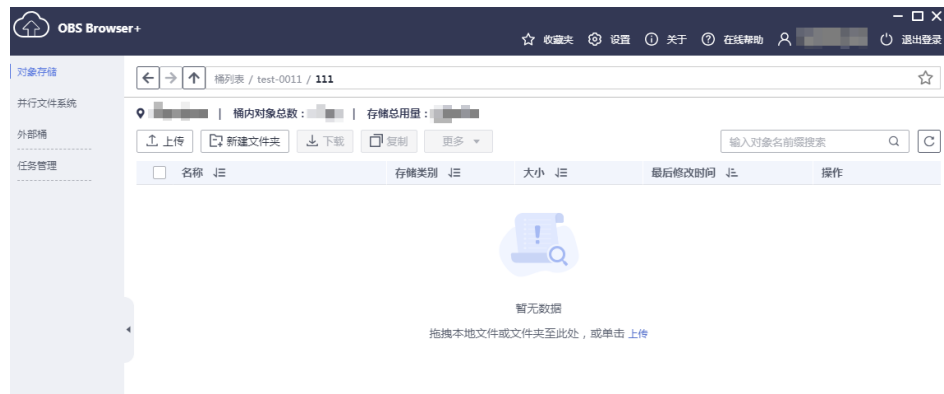 OBS Browser+
收藏夹 设置 关于 在线帮助 退出登录
对象存储
并行文件系统
外部桶
任务管理
桶列表 / test-0011 / 111
| 桶内对象总数： | 存储总用量：
上传 新建文件夹 下载 复制 更多 输入对象名前缀搜索
名称 存储类别 大小 最后修改时间 操作
暂无数据
拖拽本地文件或文件夹至此处，或单击 上传